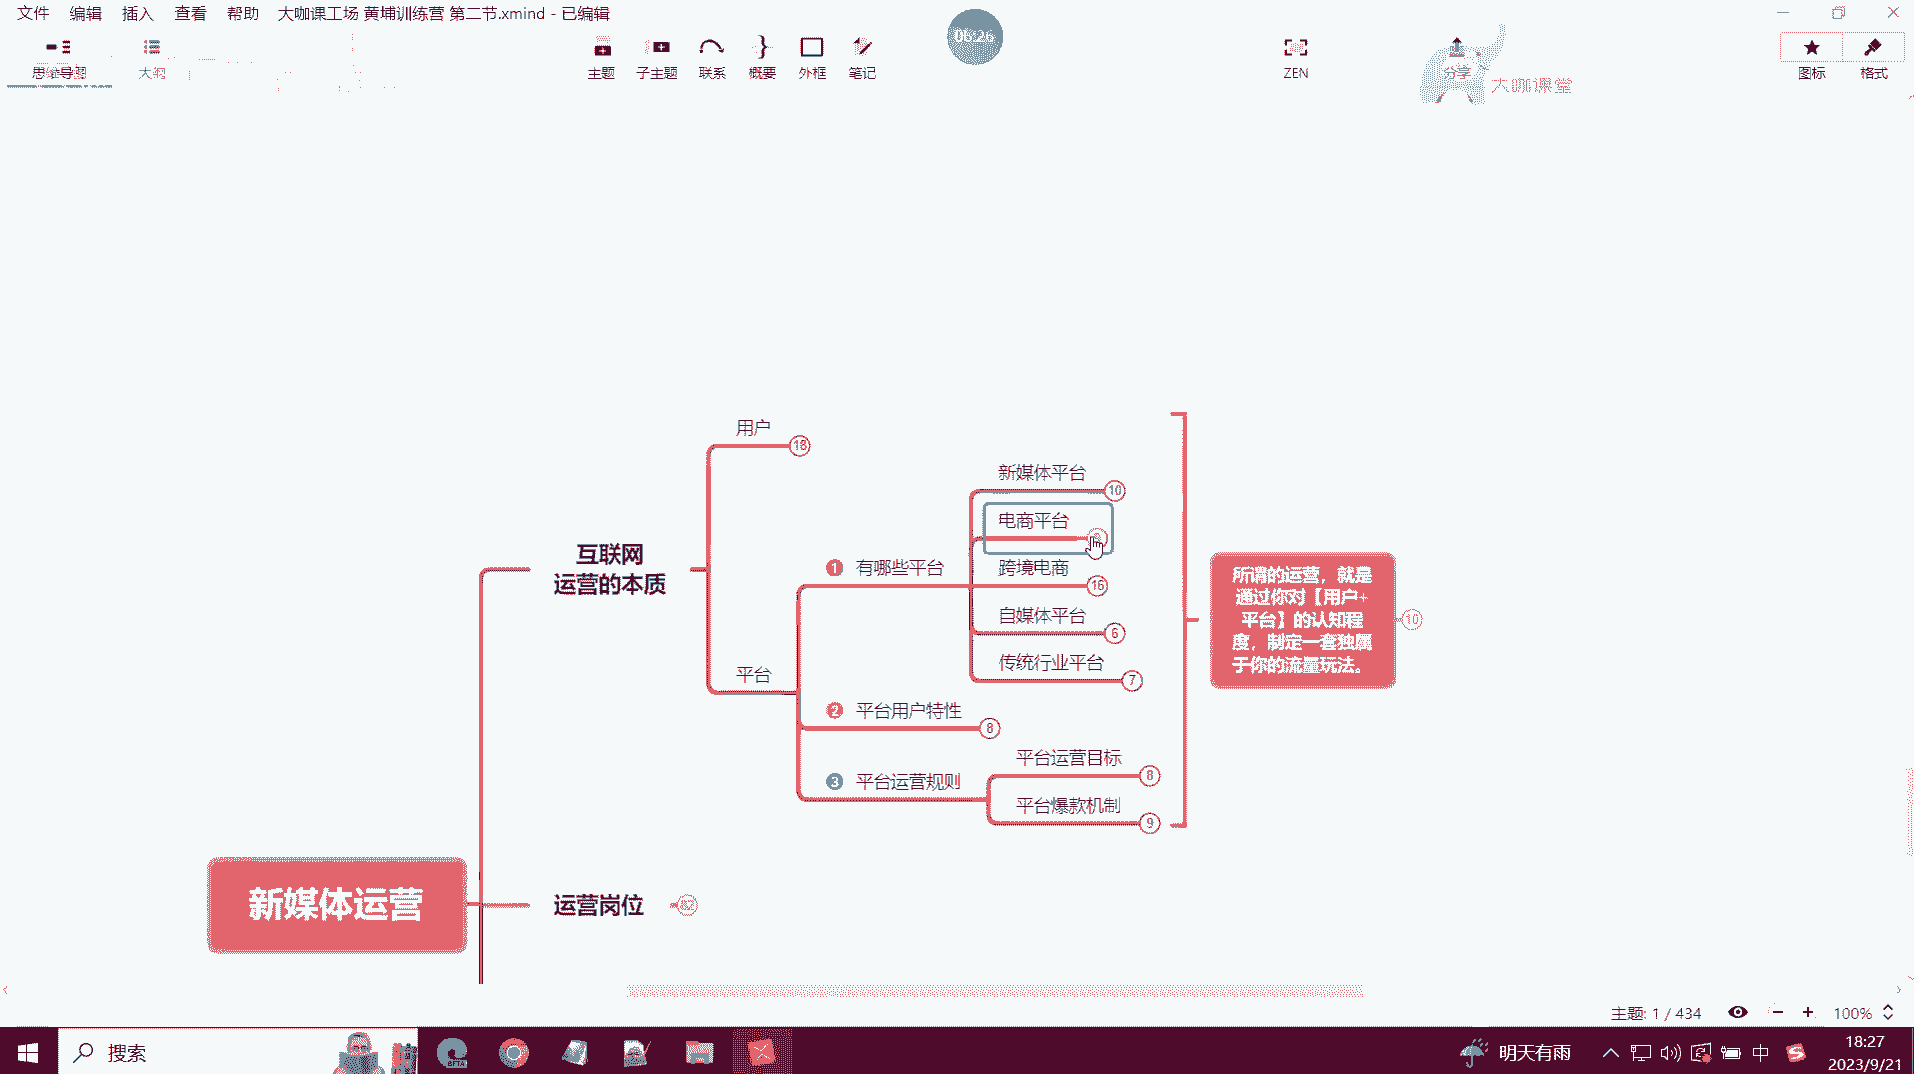 文件 编辑 插入 查看 帮助 大咖课工场 黄埔训练营 第二节.xmind - 已编辑
06:26
思维导图 大纲 主题 子主题 联系 概要 外框 笔记 ZEN 分享 图标 格式
大咖课堂
用户 18
新媒体平台 10
电商平台
1 有哪些平台
跨境电商 16
互联网
运营的本质
自媒体平台 6
传统行业平台 7
平台
2 平台用户特性 8
平台运营目标 8
3 平台运营规则
平台爆款机制 9
所谓的运营，就是
通过你对【用户+
平台】的认知程
度，制定一套独属
于你的流量玩法。
10
新媒体运营
运营岗位 82
主题: 1 / 434 100%
搜索
BETA
明天有雨
中
18:27
2023/9/21